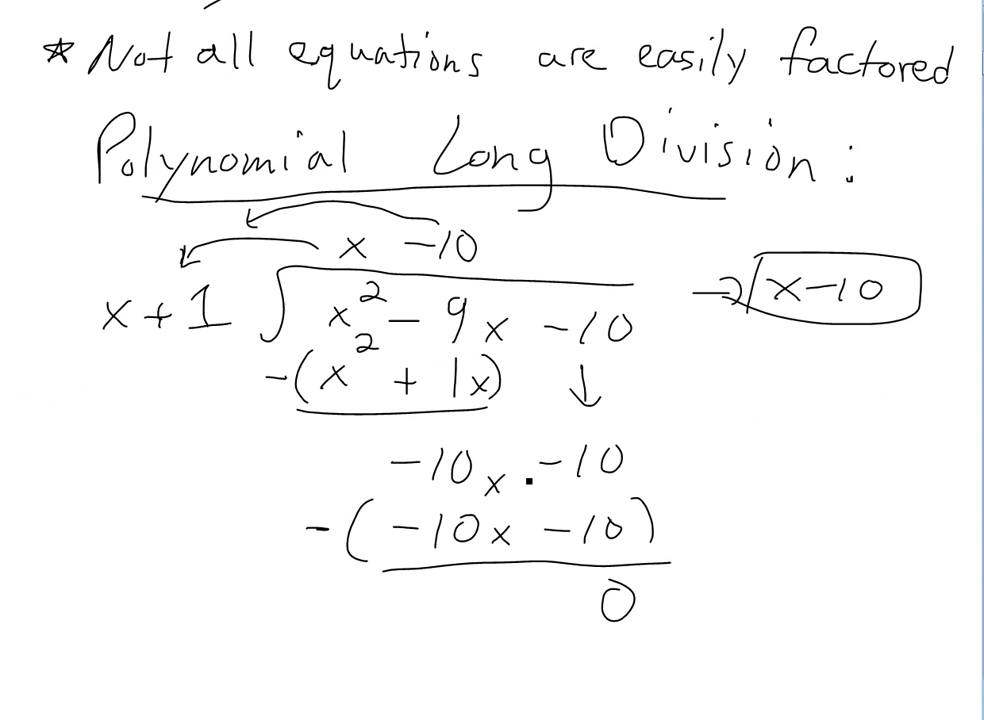 * Not all equations are easily factored
Polynomial Long Division:
x -10
x + 1 √ x² - 9x -10 → x-10
-(x² + 1x) ↓
-10x . -10
-(-10x -10)
0